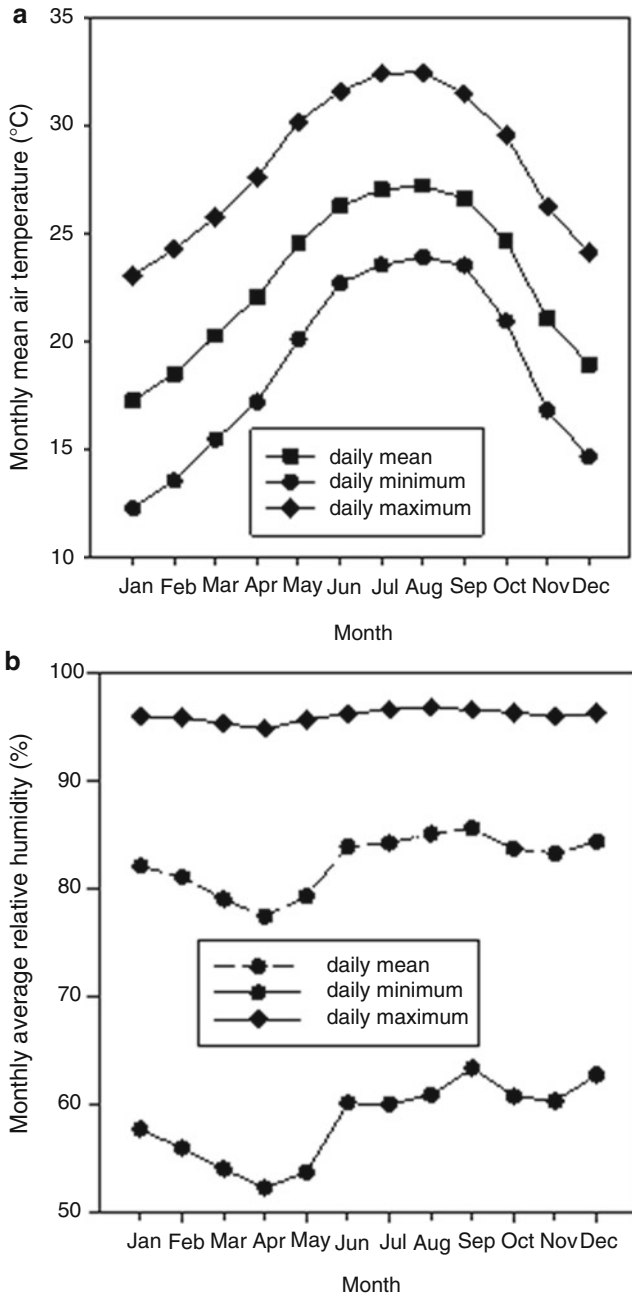 a
Monthly mean air temperature (°C)
35
30
25
20
15
10
daily mean
daily minimum
daily maximum
Jan Feb Mar Apr May Jun Jul Aug Sep Oct Nov Dec
Month
b
Monthly average relative humidity (%)
100
90
80
70
60
50
daily mean
daily minimum
daily maximum
Jan Feb Mar Apr May Jun Jul Aug Sep Oct Nov Dec
Month